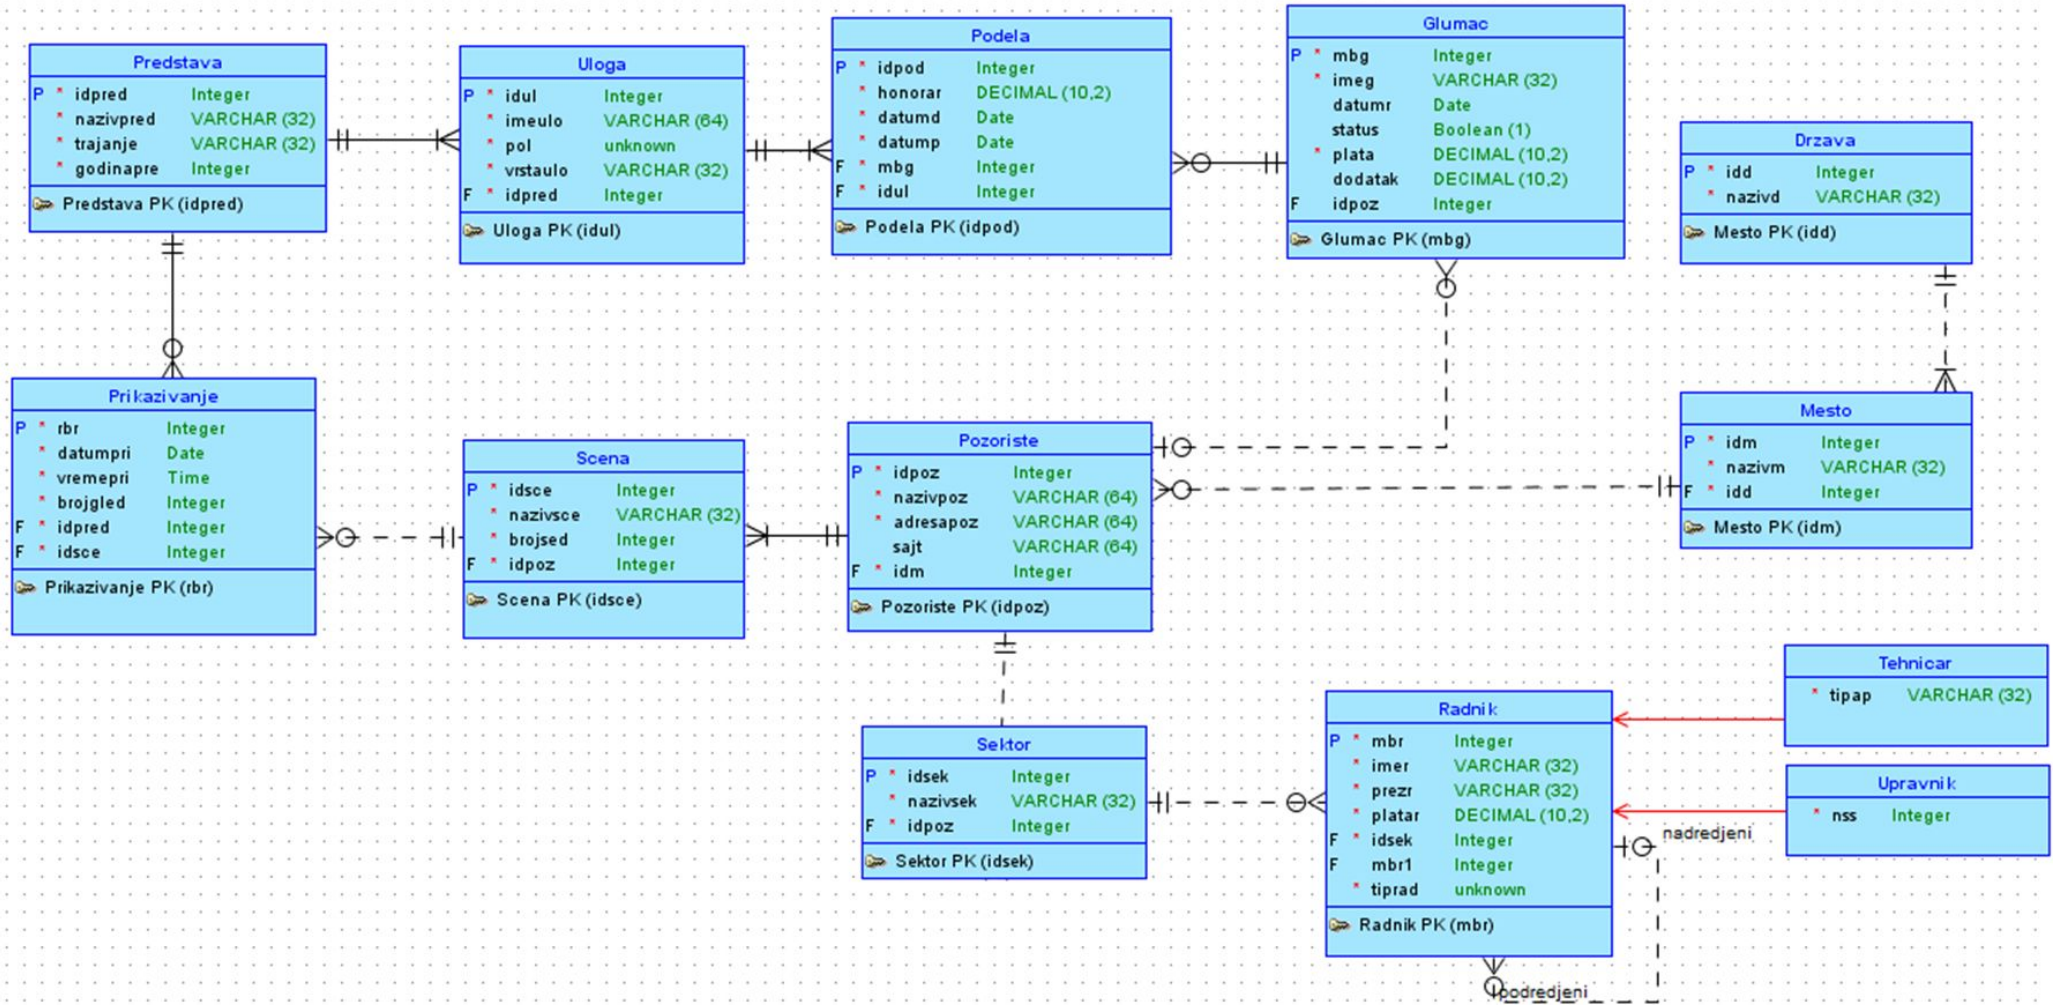 Predstava
P * idpred Integer
* nazivpred VARCHAR (32)
* trajanje VARCHAR (32)
* godinapre Integer
Predstava PK (idpred)
Uloga
P * idul Integer
* imeulo VARCHAR (64)
* pol unknown
* vrstaulo VARCHAR (32)
F * idpred Integer
Uloga PK (idul)
Podela
P * idpod Integer
* honorar DECIMAL (10,2)
* datumd Date
* datump Date
F * mbg Integer
F * idul Integer
Podela PK (idpod)
Glumac
P * mbg Integer
* imeg VARCHAR (32)
datumr Date
status Boolean (1)
* plata DECIMAL (10,2)
dodatak DECIMAL (10,2)
F idpoz Integer
Glumac PK (mbg)
Drzava
P * idd Integer
* nazivd VARCHAR (32)
Mesto PK (idd)
Prikazivanje
P * rbr Integer
* datumpri Date
* vremepri Time
* brojgled Integer
F * idpred Integer
F * idsce Integer
Prikazivanje PK (rbr)
Scena
P * idsce Integer
* nazivsce VARCHAR (32)
* brojsed Integer
F * idpoz Integer
Scena PK (idsce)
Pozoriste
P * idpoz Integer
* nazivpoz VARCHAR (64)
* adresapoz VARCHAR (64)
sajt VARCHAR (64)
F * idm Integer
Pozoriste PK (idpoz)
Mesto
P * idm Integer
* nazivm VARCHAR (32)
F * idd Integer
Mesto PK (idm)
Sektor
P * idsek Integer
* nazivsek VARCHAR (32)
F * idpoz Integer
Sektor PK (idsek)
Radnik
P * mbr Integer
* imer VARCHAR (32)
* prezr VARCHAR (32)
* platar DECIMAL (10,2)
F * idsek Integer
F mbr1 Integer
* tiprad unknown
Radnik PK (mbr)
Tehnicar
* tipap VARCHAR (32)
Upravnik
* nss Integer
nadredjeni
podredjeni